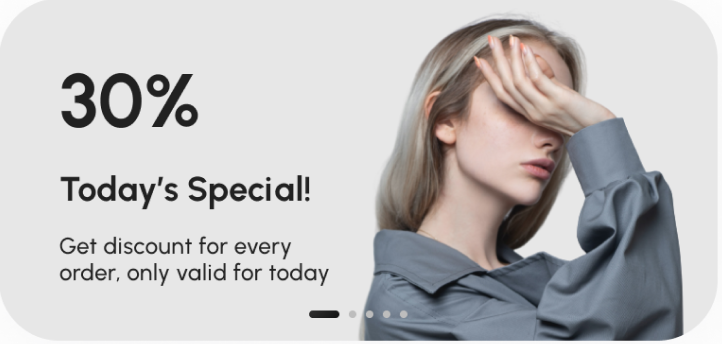 30%
Today's Special!
Get discount for every
order, only valid for today